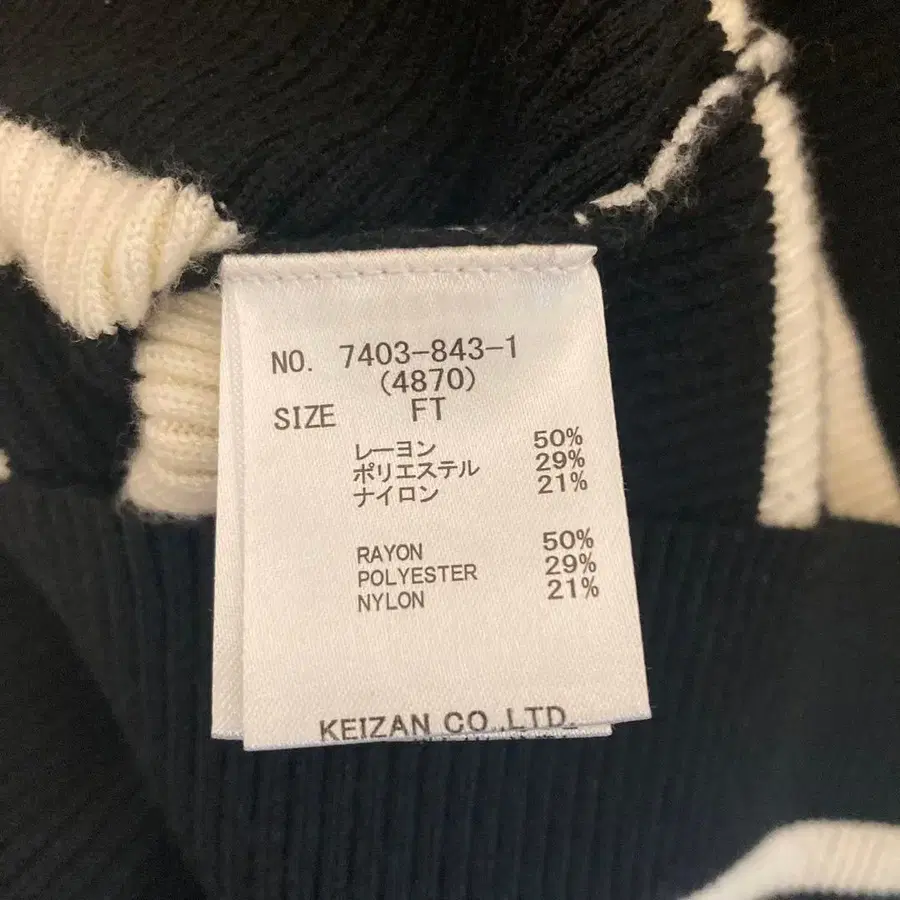 NO. 7403-843-1
(4870)
SIZE FT
レーヨン 50%
ポリエステル 29%
ナイロン 21%
RAYON 50%
POLYESTER 29%
NYLON 21%
KEIZAN CO.,LTD.